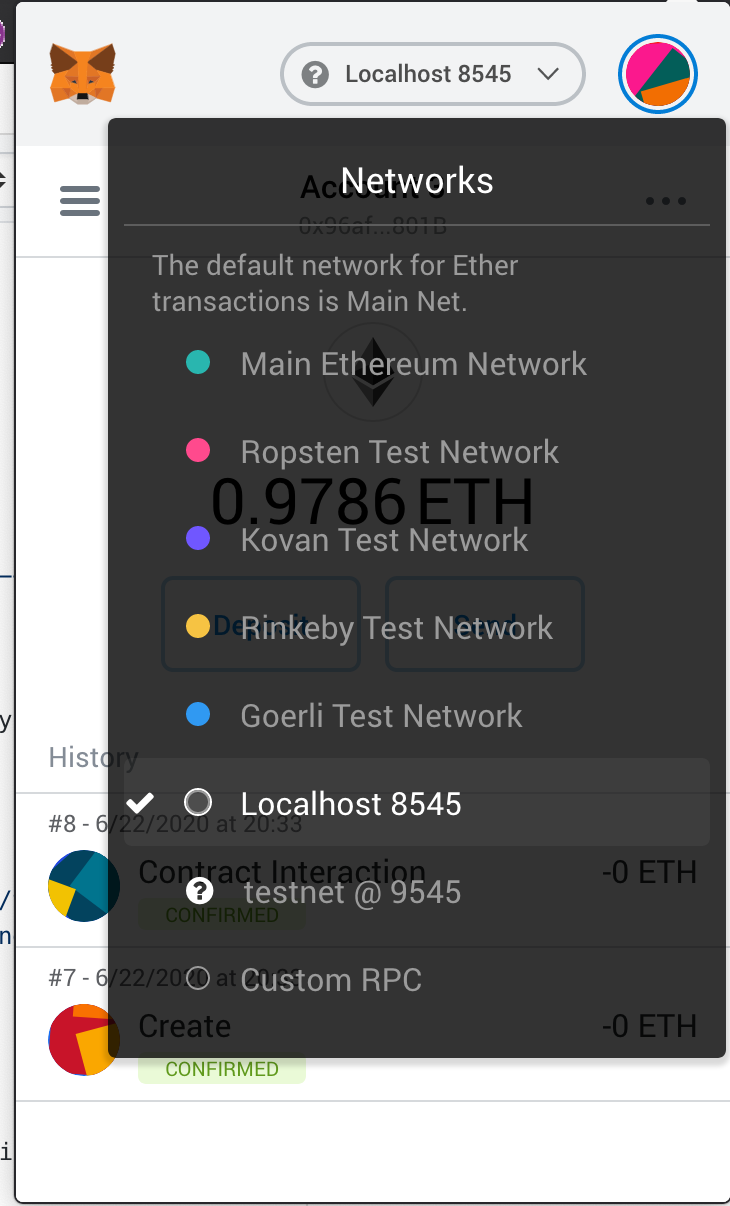 Localhost 8545
Networks
0x96af...801B
The default network for Ether
transactions is Main Net.
Main Ethereum Network
Ropsten Test Network
0.9786 ETH
Kovan Test Network
Deposit
Send
Rinkeby Test Network
Goerli Test Network
History
Localhost 8545
#8 - 6/22/2020 at 20:33
Contract Interaction
-0 ETH
testnet @ 9545
CONFIRMED
#7 - 6/22/2020 at
Custom RPC
Create
-0 ETH
CONFIRMED